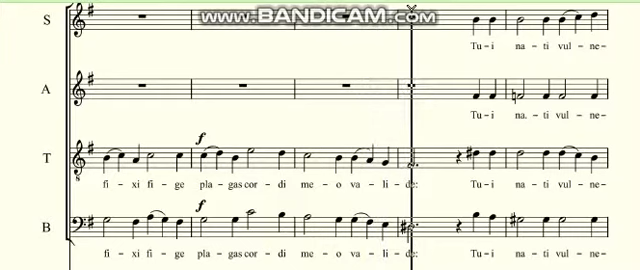 www.BANDICAM.com
S
Tu-i na-ti vul-ne-
A
Tu-i na-ti vul-ne-
T f
fi-xi fi-ge pla-gas cor-di me-o va-li-de: Tu-i na-ti vul-ne-
B f
fi-xi fi-ge pla-gas cor-di me-o va-li-de: Tu-i na-ti vul-ne-